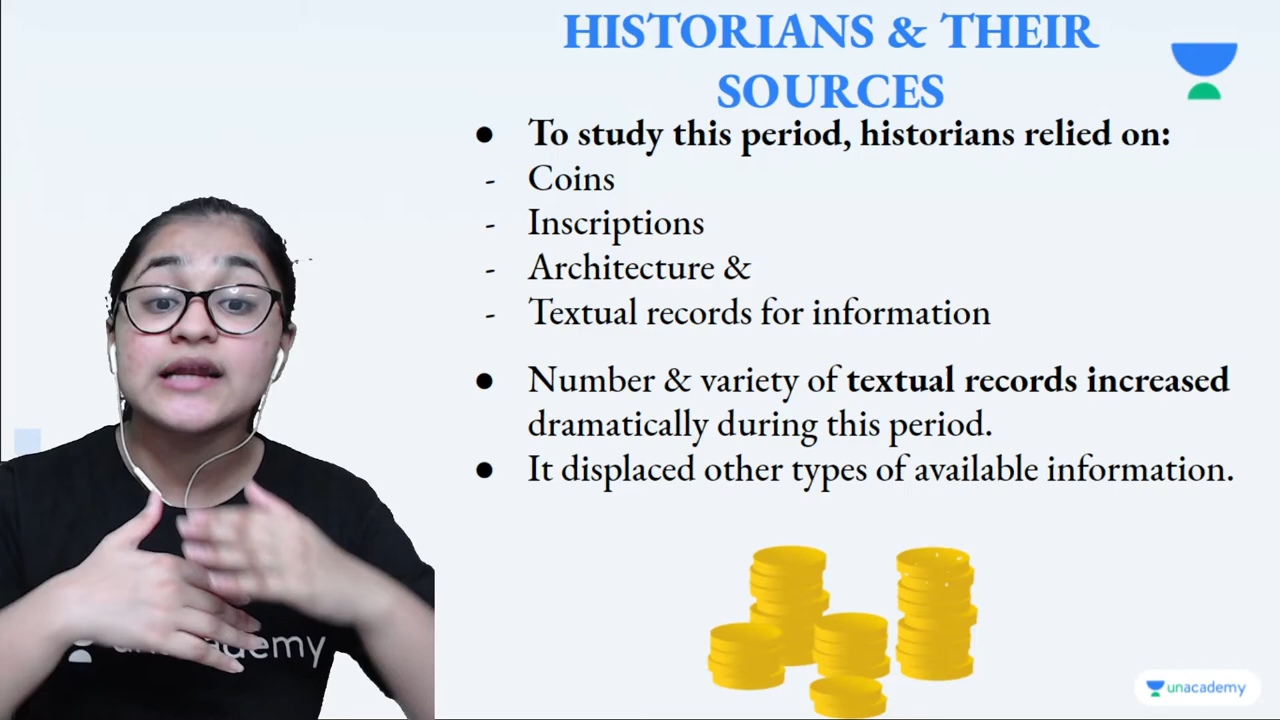 HISTORIANS & THEIR
SOURCES
● To study this period, historians relied on:
- Coins
- Inscriptions
- Architecture &
- Textual records for information
● Number & variety of textual records increased
dramatically during this period.
● It displaced other types of available information.
unacademy